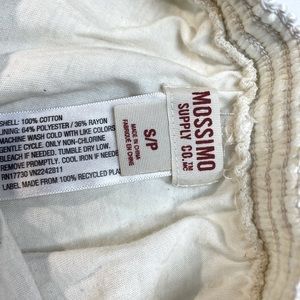 SHELL: 100% COTTON
LINING: 64% POLYESTER / 36% RAYON
MACHINE WASH COLD WITH LIKE COLORS
GENTLE CYCLE. ONLY NON-CHLORINE
BLEACH IF NEEDED. TUMBLE DRY LOW.
REMOVE PROMPTLY. COOL IRON IF NEEDED
RN17730 VN2242811
LABEL MADE FROM 100% RECYCLED
S/P
MADE IN CHINA
FABRIQUÉ EN CHINE
MOSSIMO
SUPPLY CO.